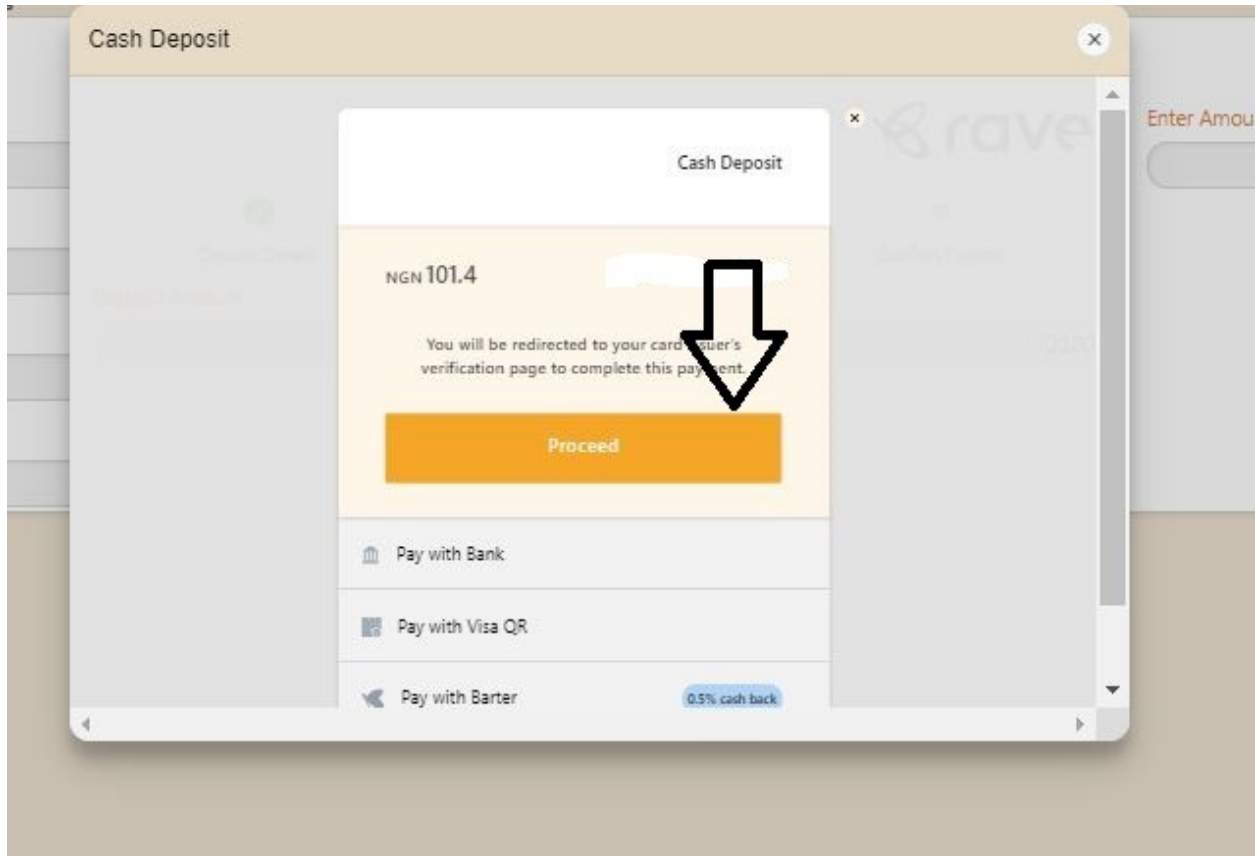 Cash Deposit
rave
Enter Amou
Cash Deposit
NGN 101.4
You will be redirected to your card
verification page to complete this
Proceed
Pay with Bank
Pay with Visa QR
Pay with Barter
0.5% cash back